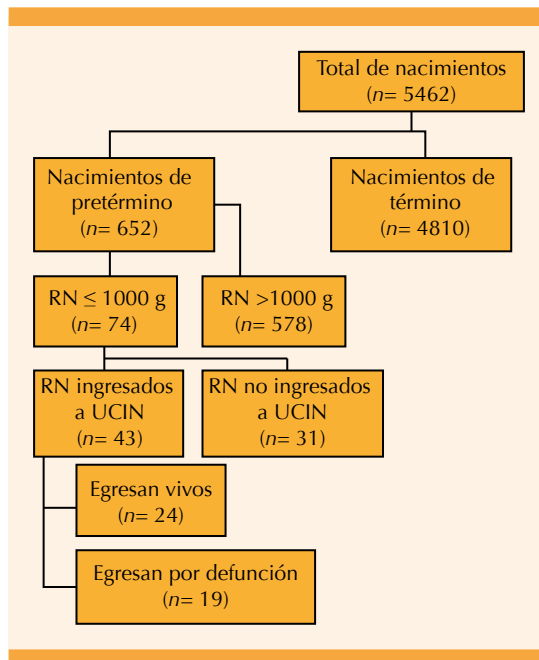 Total de nacimientos
(n= 5462)
Nacimientos de
pretérmino
(n= 652)
Nacimientos de
término
(n= 4810)
RN ≤ 1000 g
(n= 74)
RN >1000 g
(n= 578)
RN ingresados
a UCIN
(n= 43)
RN no ingresados
a UCIN
(n= 31)
Egresan vivos
(n= 24)
Egresan por defunción
(n= 19)